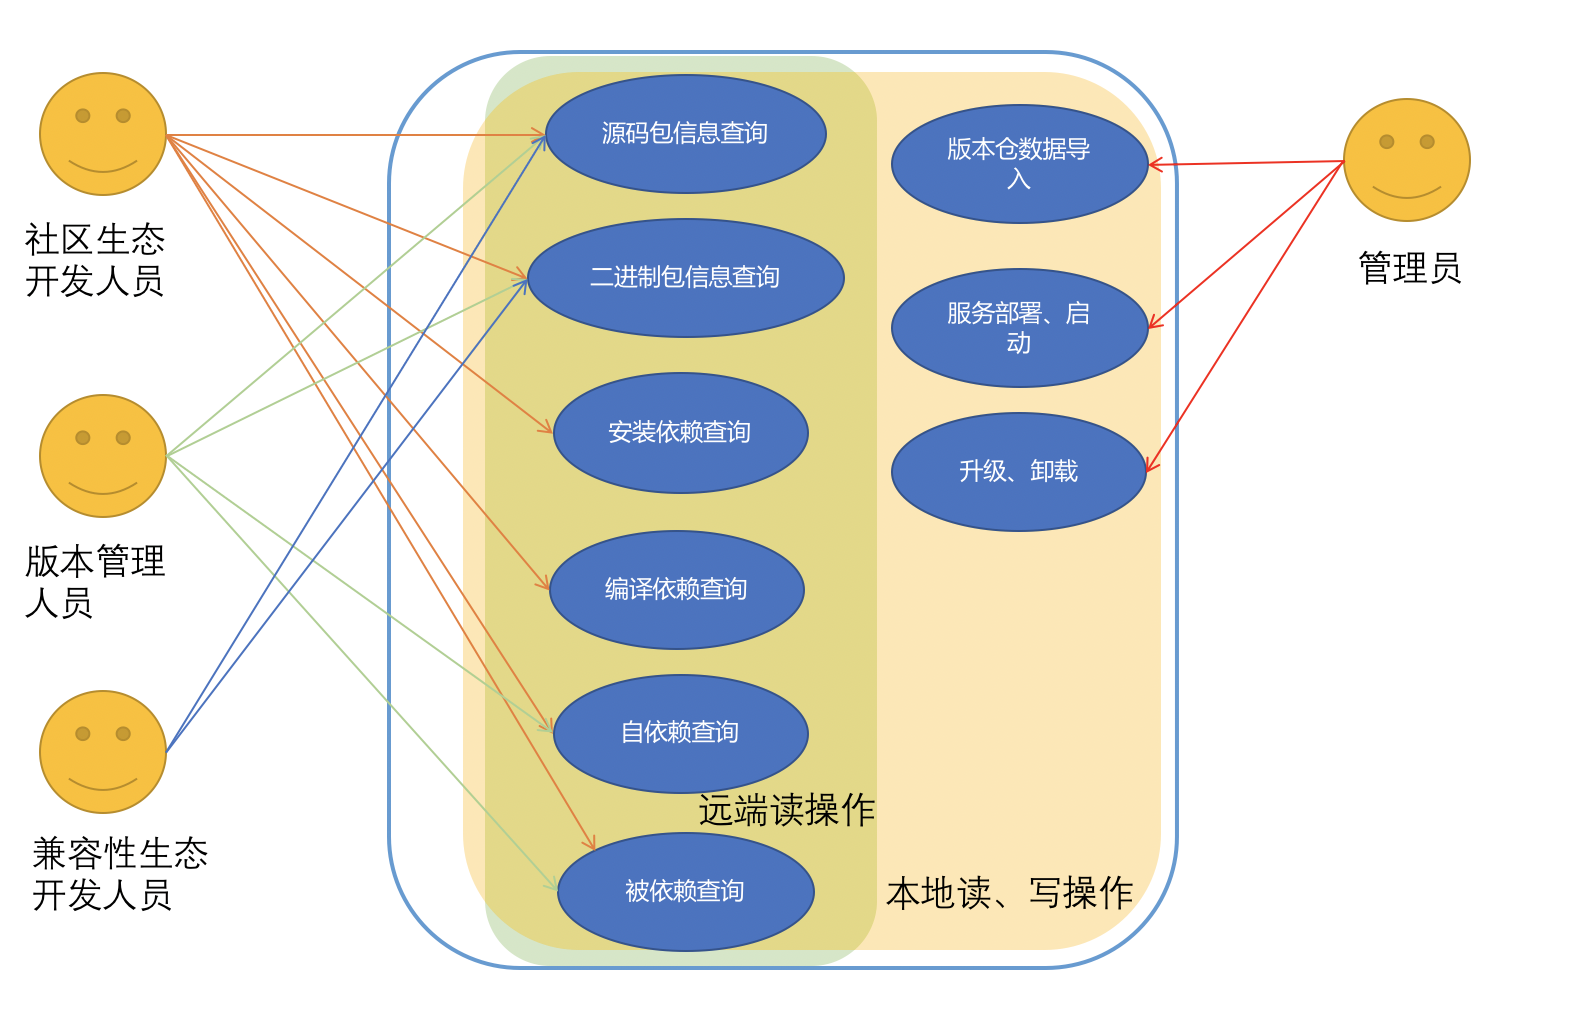 社区生态
开发人员
版本管理
人员
兼容性生态
开发人员
源码包信息查询
二进制包信息查询
安装依赖查询
编译依赖查询
自依赖查询
远端读操作
被依赖查询
版本仓数据导
入
服务部署、启
动
升级、卸载
本地读、写操作
管理员